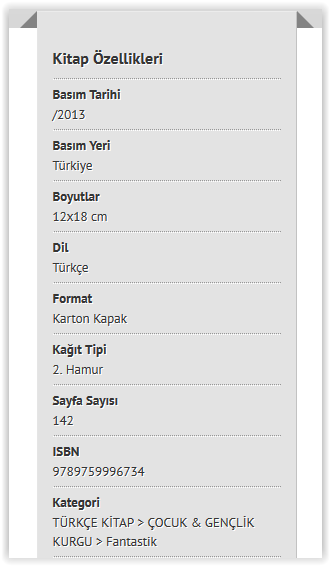 Kitap Özellikleri
Basım Tarihi
/2013
Basım Yeri
Türkiye
Boyutlar
12x18 cm
Dil
Türkçe
Format
Karton Kapak
Kağıt Tipi
2. Hamur
Sayfa Sayısı
142
ISBN
9789759996734
Kategori
TÜRKÇE KİTAP > ÇOCUK & GENÇLİK
KURGU > Fantastik